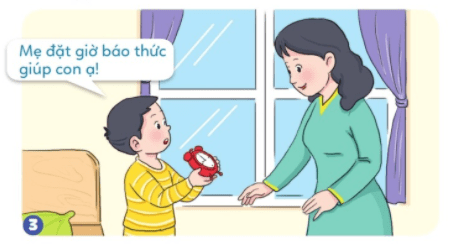 Mẹ đặt giờ báo thức
giúp con ạ!
3